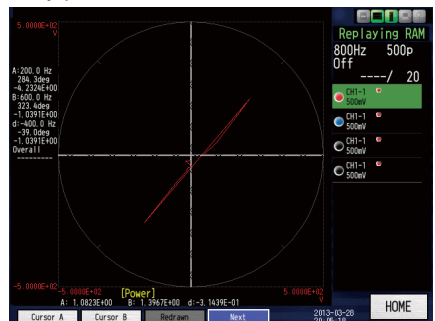 5.0000E+02
V
Replaying RAM
800Hz 500p
Off
----/ 20
A:200.0 Hz
284.3deg
-4.2324E+00
B:600.0 Hz
323.4deg
-1.0391E+01
d:-400.0 Hz
-39.0deg
-1.0391E+01
Overall
---------
CH1-1
500mV
CH1-1
500mV
CH1-1
500mV
CH1-1
500mV
-5.0000E+02
-5.0000E+02
[Power]
5.0000E+02
V
A: 1.0823E+00 B: 1.3967E+00 d:-3.1439E-01
Cursor A Cursor B Redrawn Next
2013-03-28
HOME